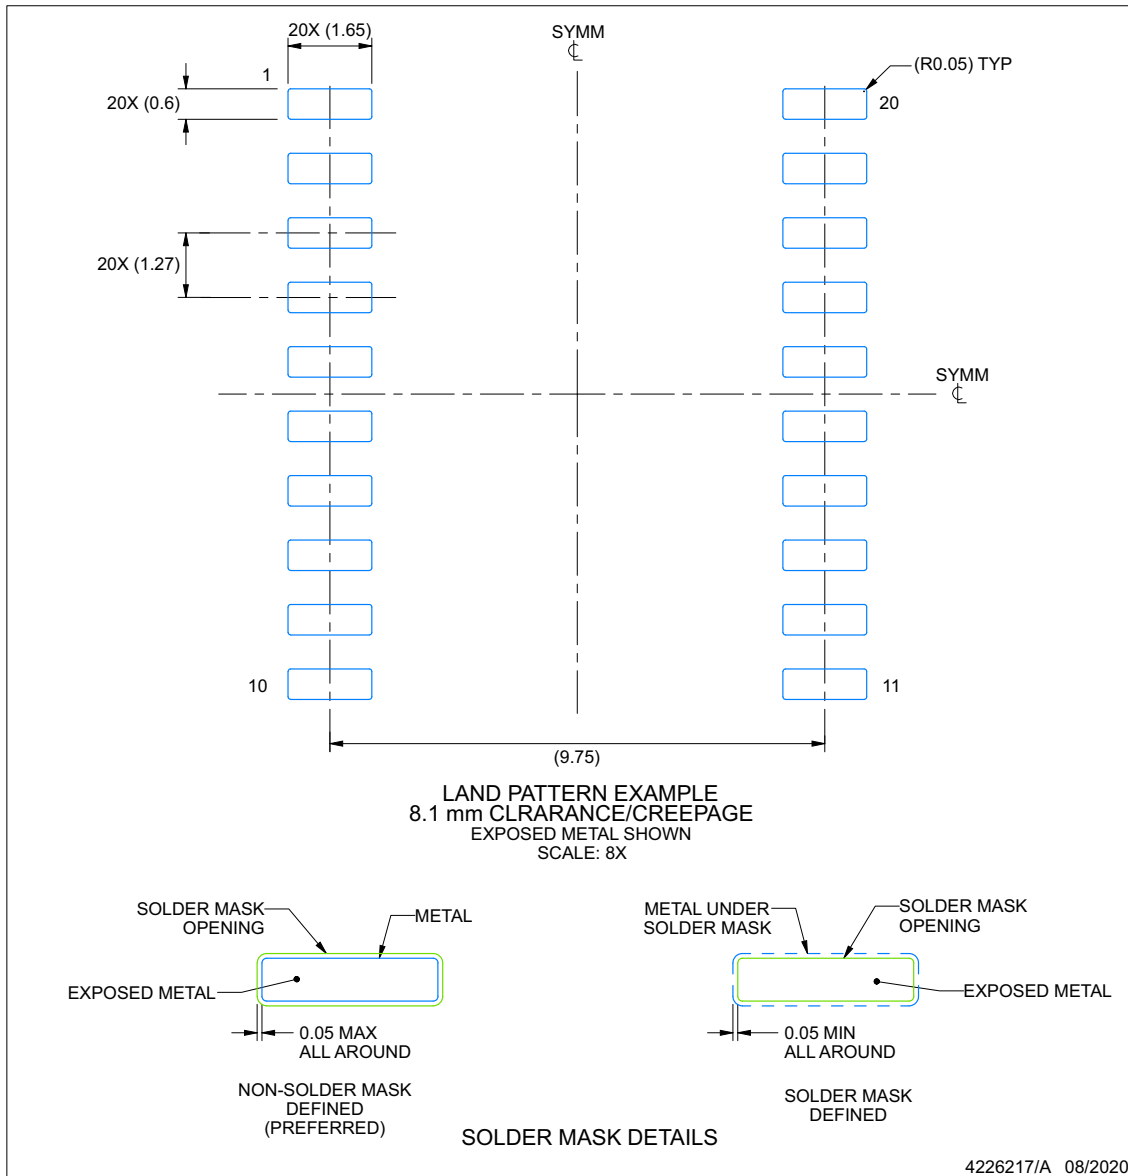 20X (1.65)
SYMM
℄
(R0.05) TYP
1
20X (0.6)
20
20X (1.27)
SYMM
℄
10
11
(9.75)
LAND PATTERN EXAMPLE
8.1 mm CLRARANCE/CREEPAGE
EXPOSED METAL SHOWN
SCALE: 8X
SOLDER MASK
OPENING
METAL
EXPOSED METAL
0.05 MAX
ALL AROUND
NON-SOLDER MASK
DEFINED
(PREFERRED)
METAL UNDER
SOLDER MASK
SOLDER MASK
OPENING
EXPOSED METAL
0.05 MIN
ALL AROUND
SOLDER MASK
DEFINED
SOLDER MASK DETAILS
4226217/A 08/2020